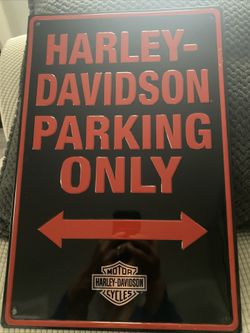 HARLEY-
DAVIDSON
PARKING
ONLY
MOTOR
HARLEY-DAVIDSON
CYCLES